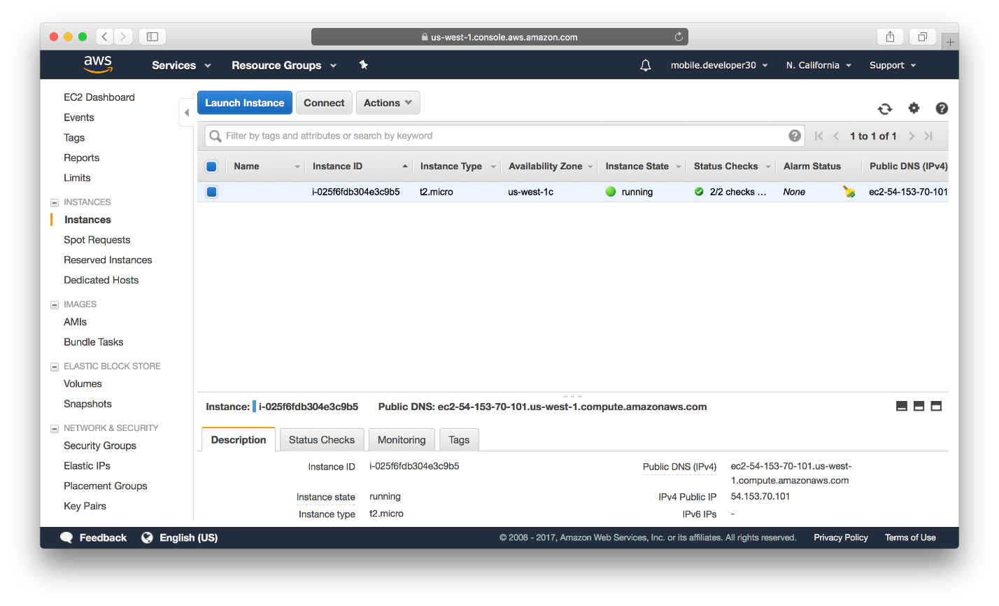 us-west-1.console.aws.amazon.com
aws Services Resource Groups mobile.developer30 N. California Support
EC2 Dashboard
Events
Tags
Reports
Limits
INSTANCES
Instances
Spot Requests
Reserved Instances
Dedicated Hosts
IMAGES
AMIs
Bundle Tasks
ELASTIC BLOCK STORE
Volumes
Snapshots
NETWORK & SECURITY
Security Groups
Elastic IPs
Placement Groups
Key Pairs
Launch Instance Connect Actions
Filter by tags and attributes or search by keyword 1 to 1 of 1
Name Instance ID Instance Type Availability Zone Instance State Status Checks Alarm Status Public DNS (IPv4)
i-025f6fdb304e3c9b5 t2.micro us-west-1c running 2/2 checks ... None ec2-54-153-70-101
Instance: i-025f6fdb304e3c9b5 Public DNS: ec2-54-153-70-101.us-west-1.compute.amazonaws.com
Description Status Checks Monitoring Tags
Instance ID i-025f6fdb304e3c9b5 Public DNS (IPv4) ec2-54-153-70-101.us-west-
1.compute.amazonaws.com
Instance state running IPv4 Public IP 54.153.70.101
Instance type t2.micro IPv6 IPs -
Feedback English (US) © 2008 - 2017, Amazon Web Services, Inc. or its affiliates. All rights reserved. Privacy Policy Terms of Use